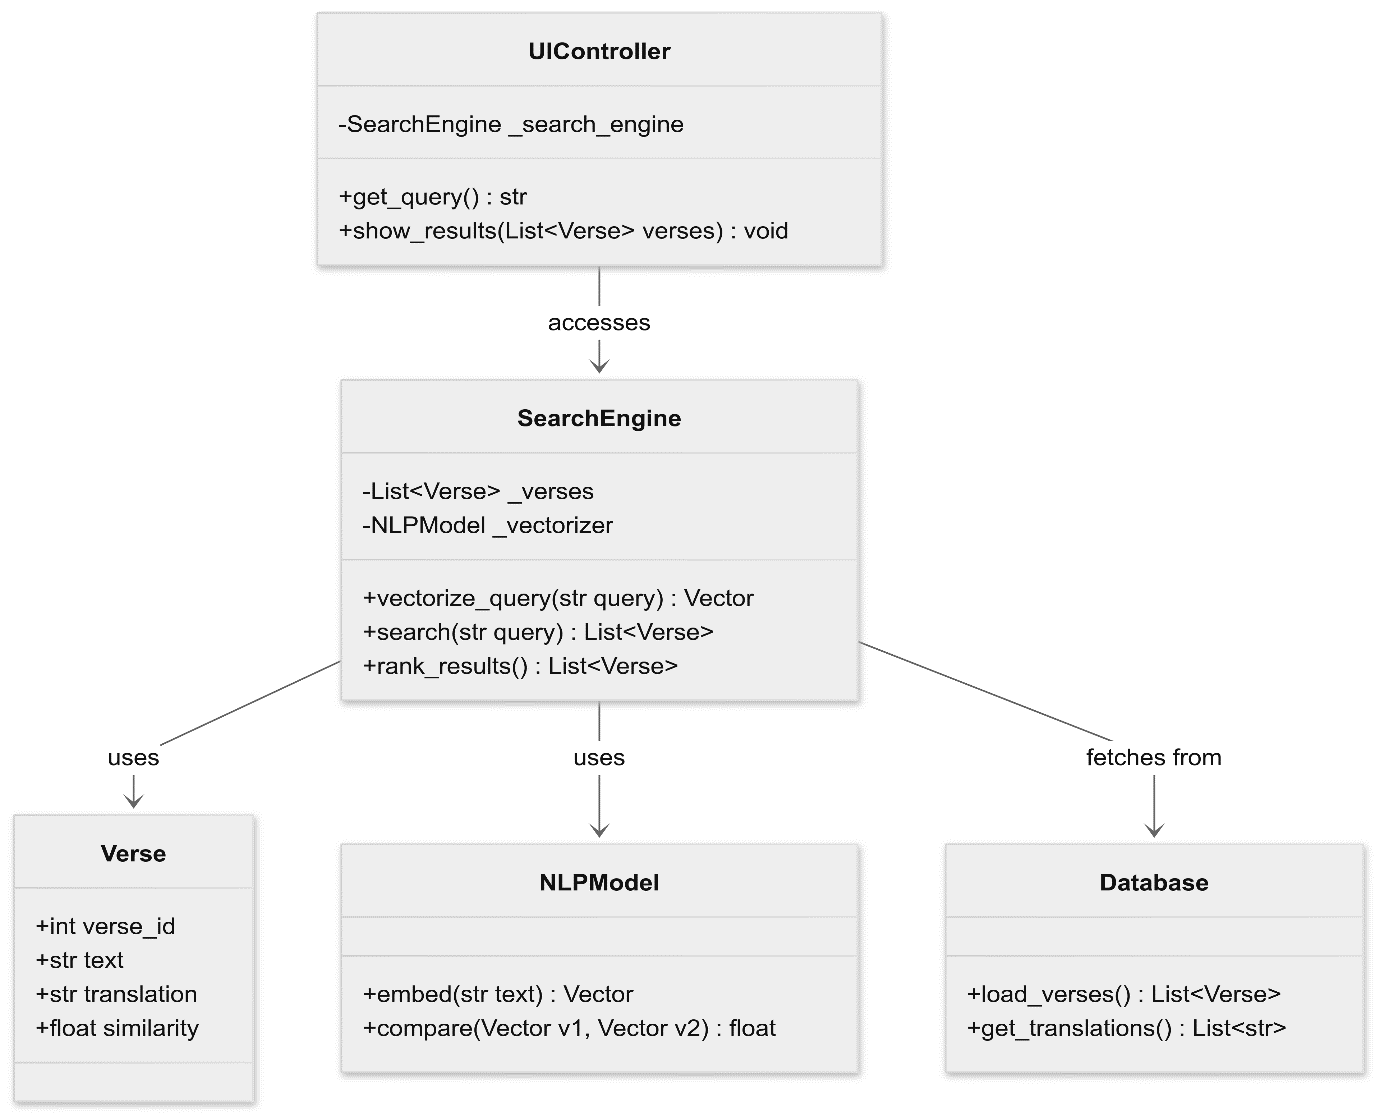 UIController
-SearchEngine _search_engine
+get_query() : str
+show_results(List<Verse> verses) : void
accesses
SearchEngine
-List<Verse> _verses
-NLPModel _vectorizer
+vectorize_query(str query) : Vector
+search(str query) : List<Verse>
+rank_results() : List<Verse>
uses
uses
fetches from
Verse
+int verse_id
+str text
+str translation
+float similarity
NLPModel
+embed(str text) : Vector
+compare(Vector v1, Vector v2) : float
Database
+load_verses() : List<Verse>
+get_translations() : List<str>